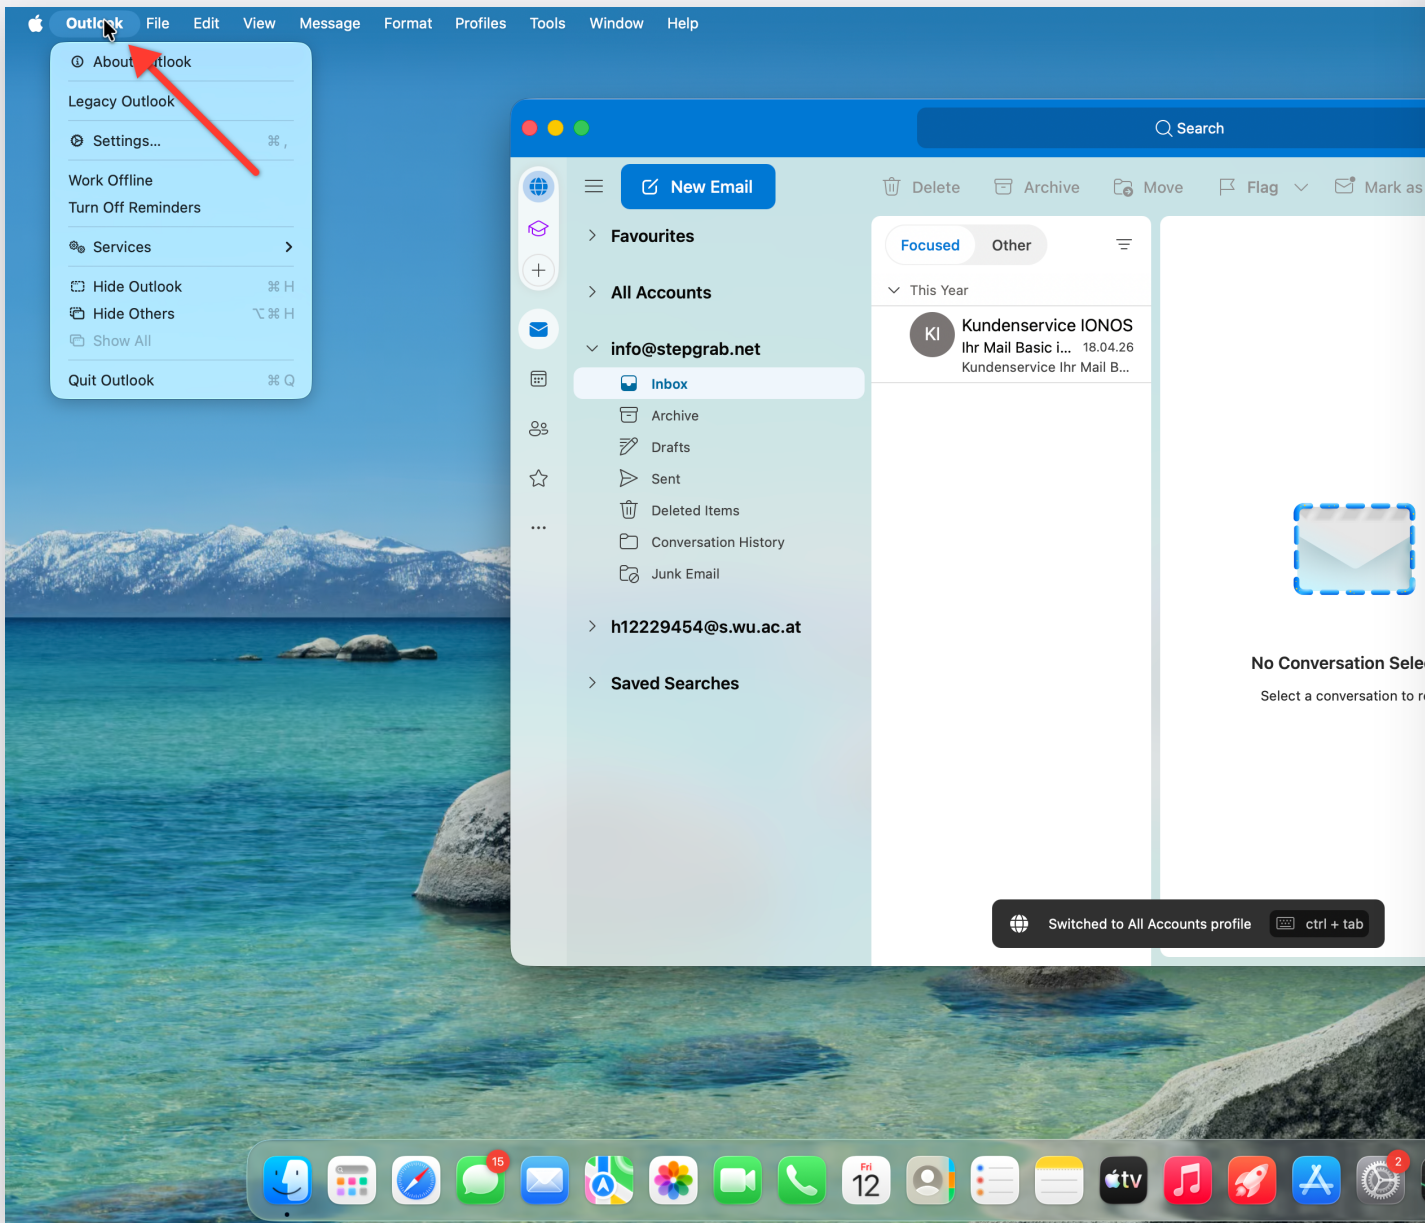 Outlook File Edit View Message Format Profiles Tools Window Help
About Outlook
Legacy Outlook
Settings... ⌘ ,
Work Offline
Turn Off Reminders
Services
Hide Outlook ⌘ H
Hide Others ⌥ ⌘ H
Show All
Quit Outlook ⌘ Q
Search
New Email
Delete Archive Move Flag Mark as
Favourites
All Accounts
info@stepgrab.net
Inbox
Archive
Drafts
Sent
Deleted Items
Conversation History
Junk Email
h12229454@s.wu.ac.at
Saved Searches
Focused Other
This Year
KI
Kundenservice IONOS
Ihr Mail Basic i... 18.04.26
Kundenservice Ihr Mail B...
No Conversation Sele
Select a conversation to r
Switched to All Accounts profile ctrl + tab
15
Fri
12
tv
2